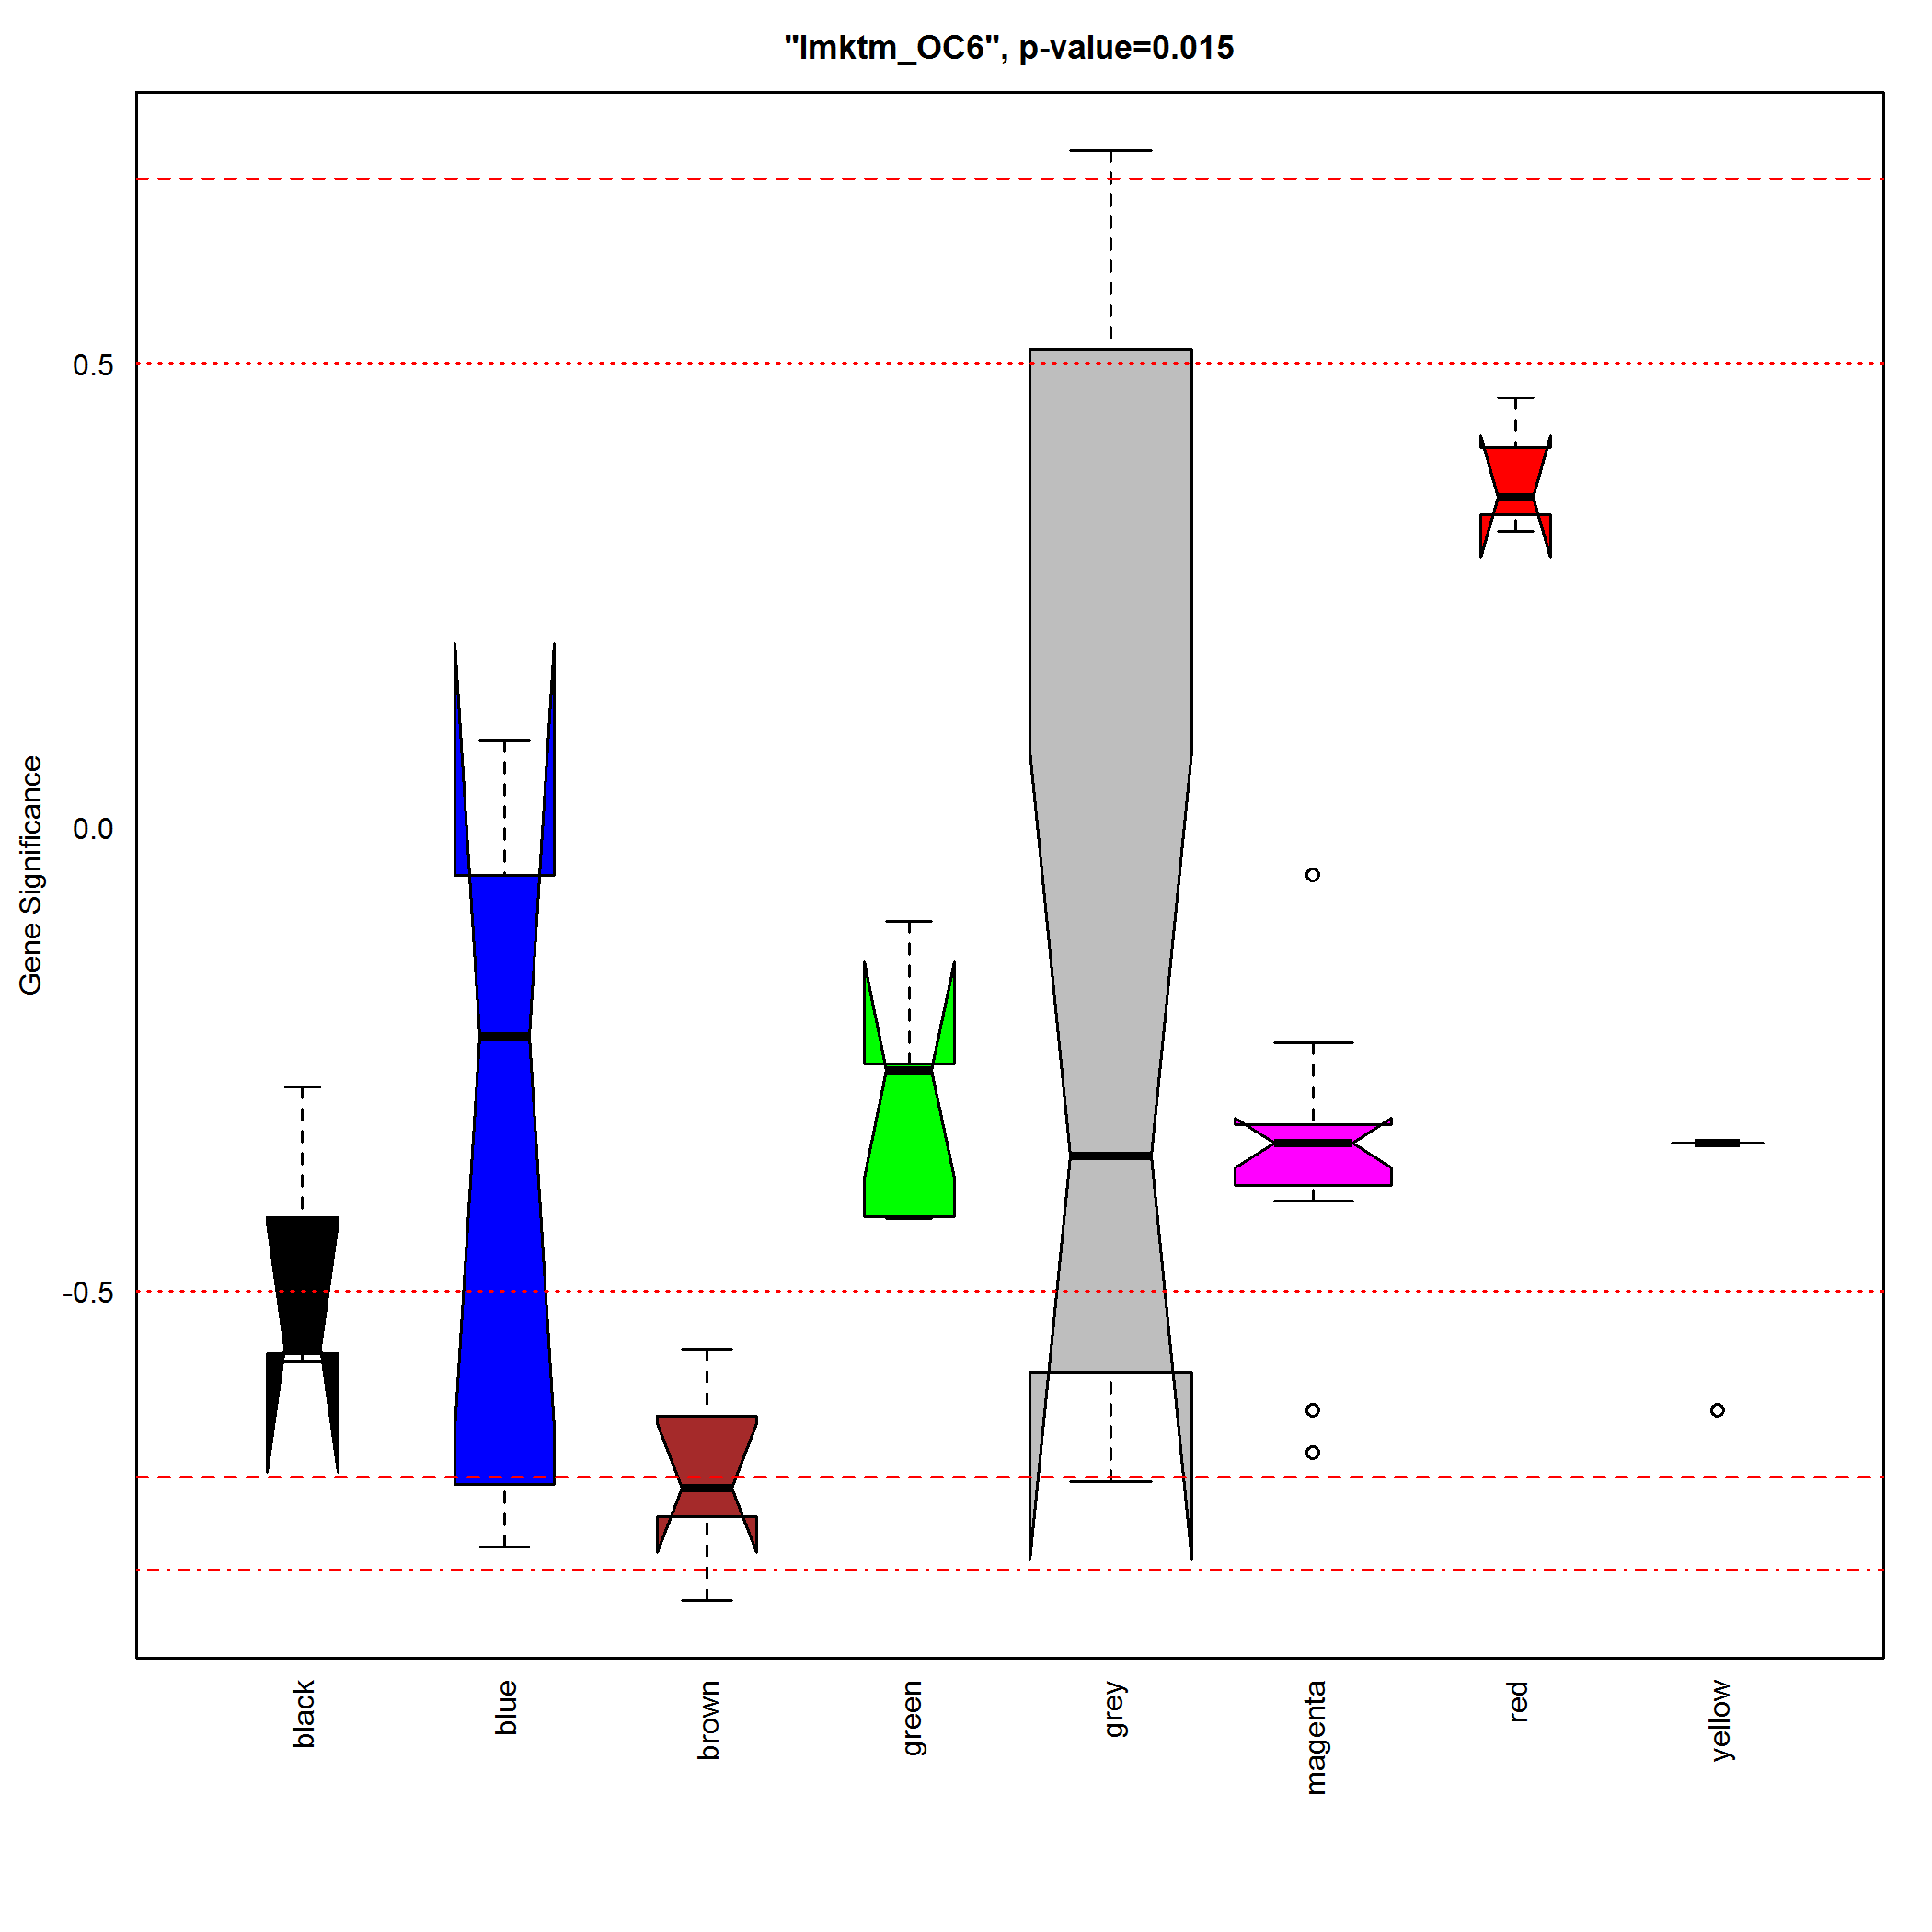 "lmktm_OC6", p-value=0.015
Gene Significance
0.5
0.0
-0.5
black
blue
brown
green
grey
magenta
red
yellow